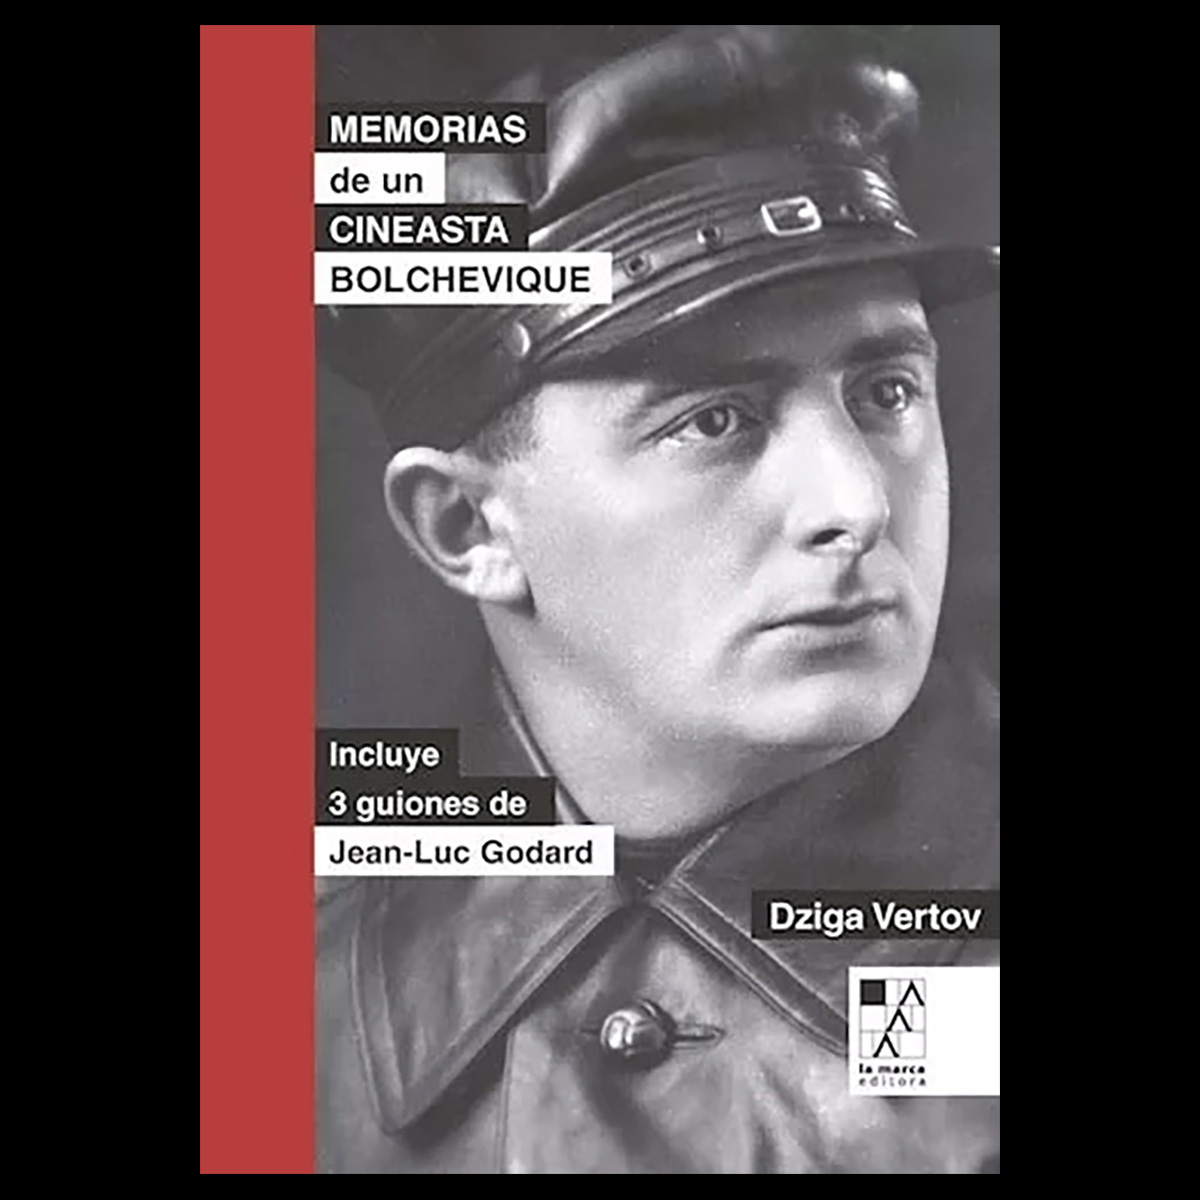 MEMORIAS
de un
CINEASTA
BOLCHEVIQUE
Incluye
3 guiones de
Jean-Luc Godard
Dziga Vertov
la marca
editora